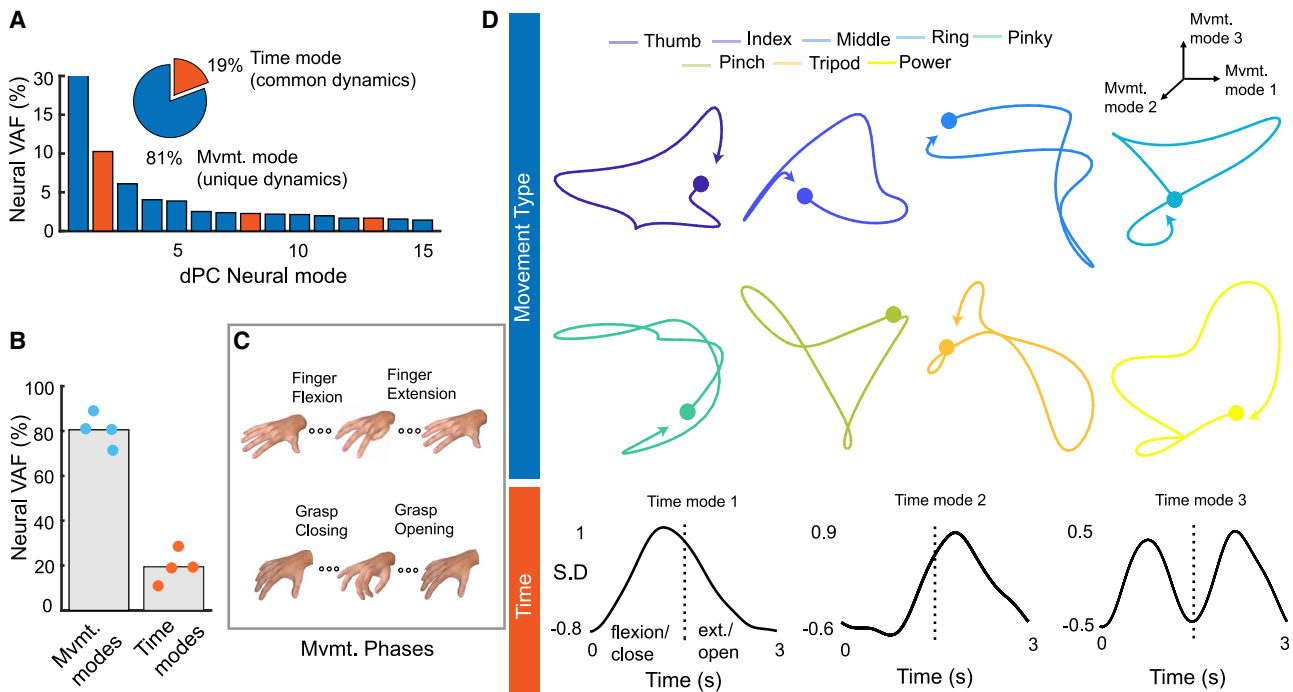 A
Neural VAF (%)
30
15
10
5
0
19%
Time mode
(common dynamics)
81%
Mvmt. mode
(unique dynamics)
5
10
15
dPC Neural mode
B
Neural VAF (%)
100
80
60
40
20
0
Mvmt.
modes
Time
modes
C
Finger
Flexion
Finger
Extension
Grasp
Closing
Grasp
Opening
Mvmt. Phases
D
Movement Type
Thumb
Index
Middle
Ring
Pinky
Pinch
Tripod
Power
Mvmt.
mode 3
Mvmt.
mode 1
Mvmt.
mode 2
Time
Time mode 1
1
S.D
-0.8
flexion/
close
ext./
open
0
3
Time (s)
Time mode 2
0.9
-0.6
0
3
Time (s)
Time mode 3
0.5
-0.5
0
3
Time (s)